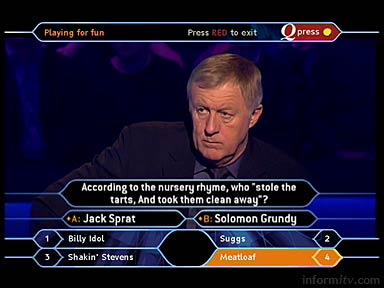 Playing for fun
Press RED to exit
Q press
According to the nursery rhyme, who "stole the
tarts, And took them clean away"?
A: Jack Sprat
B: Solomon Grundy
1 Billy Idol
Suggs 2
3 Shakin' Stevens
Meatloaf 4
informitv.com